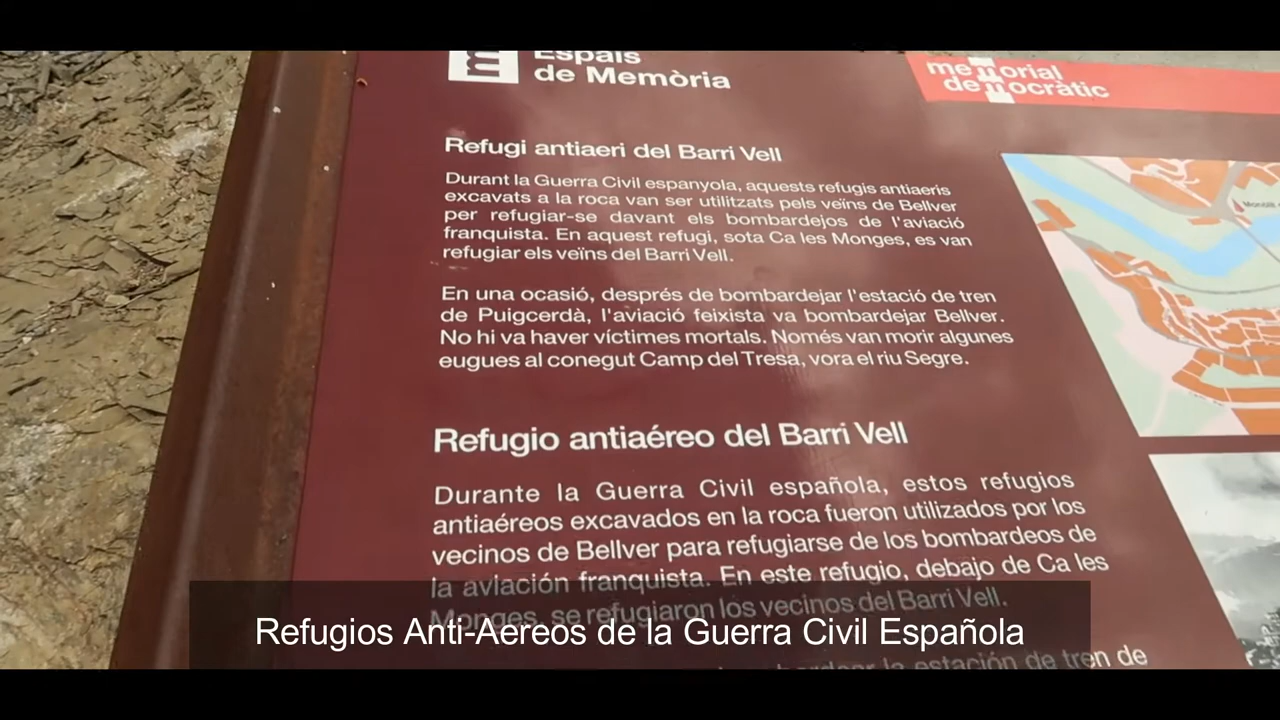 Espais
de Memòria
memorial
democràtic
Refugi antiaeri del Barri Vell
Durant la Guerra Civil espanyola, aquests refugis antiaeris
excavats a la roca van ser utilitzats pels veïns de Bellver
per refugiar-se davant els bombardejos de l'aviació
franquista. En aquest refugi, sota Ca les Monges, es van
refugiar els veïns del Barri Vell.
En una ocasió, després de bombardejar l'estació de tren
de Puigcerdà, l'aviació feixista va bombardejar Bellver.
No hi va haver víctimes mortals. Només van morir algunes
eugues al conegut Camp del Tresa, vora el riu Segre.
Refugio antiaéreo del Barri Vell
Durante la Guerra Civil española, estos refugios
antiaéreos excavados en la roca fueron utilizados por los
vecinos de Bellver para refugiarse de los bombardeos de
la aviación franquista. En este refugio, debajo de Ca les
Monges, se refugiaron los vecinos del Barri Vell.
la estación de tren de
Refugios Anti-Aereos de la Guerra Civil Española